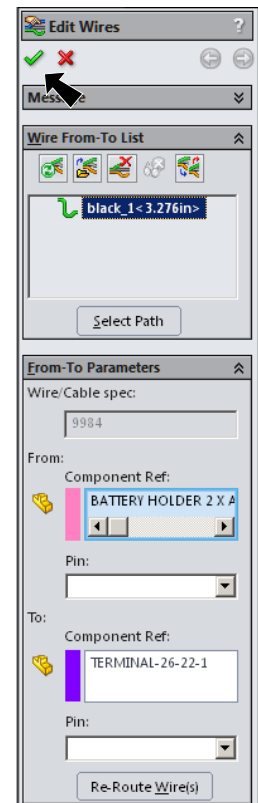 Edit Wires ?
Message
Wire From-To List
black_1<3.276in>
Select Path
From-To Parameters
Wire/Cable spec:
9984
From:
Component Ref:
BATTERY HOLDER 2 X A
Pin:
To:
Component Ref:
TERMINAL-26-22-1
Pin:
Re-Route Wire(s)